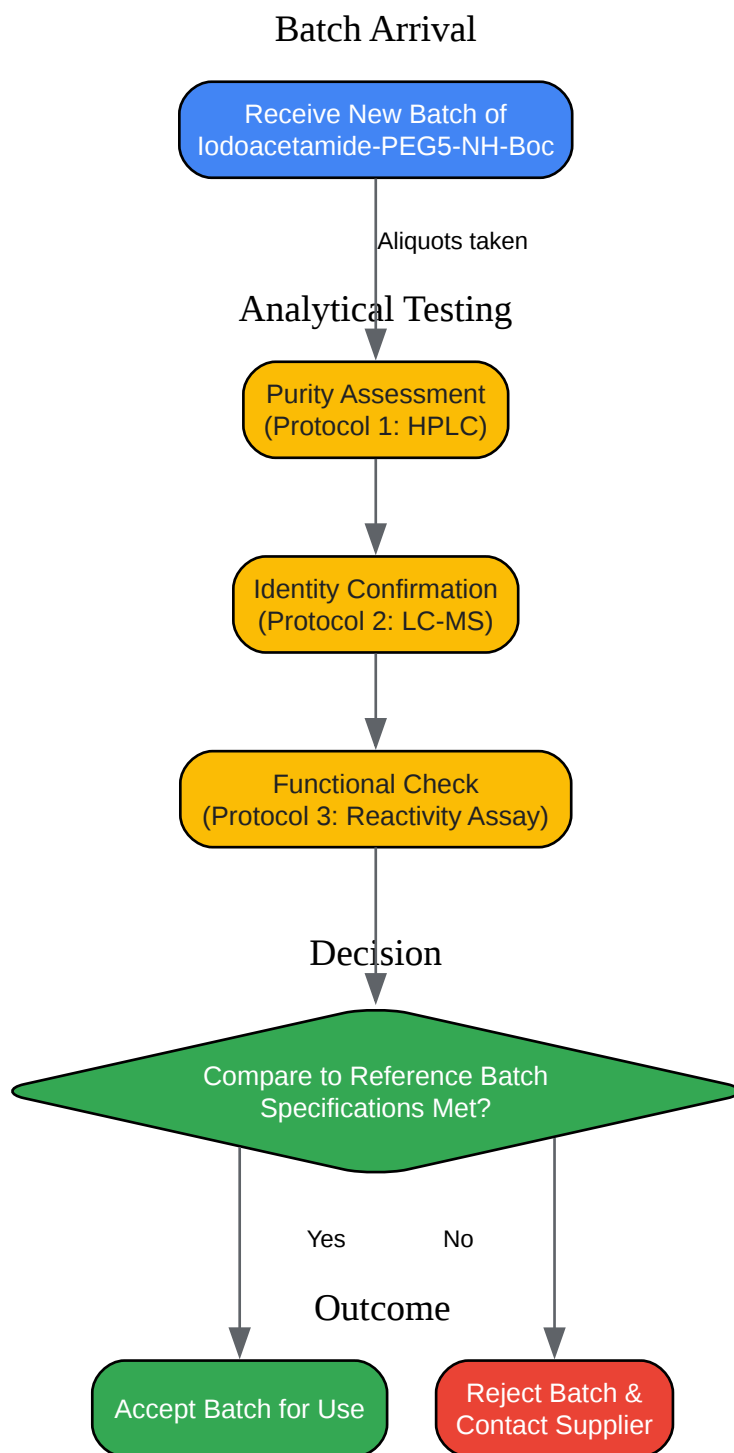 Batch Arrival
Receive New Batch of
Iodoacetamide-PEG5-NH-Boc
Aliquots taken
Analytical Testing
Purity Assessment
(Protocol 1: HPLC)
Identity Confirmation
(Protocol 2: LC-MS)
Functional Check
(Protocol 3: Reactivity Assay)
Decision
Compare to Reference Batch
Specifications Met?
Yes
No
Outcome
Accept Batch for Use
Reject Batch &
Contact Supplier